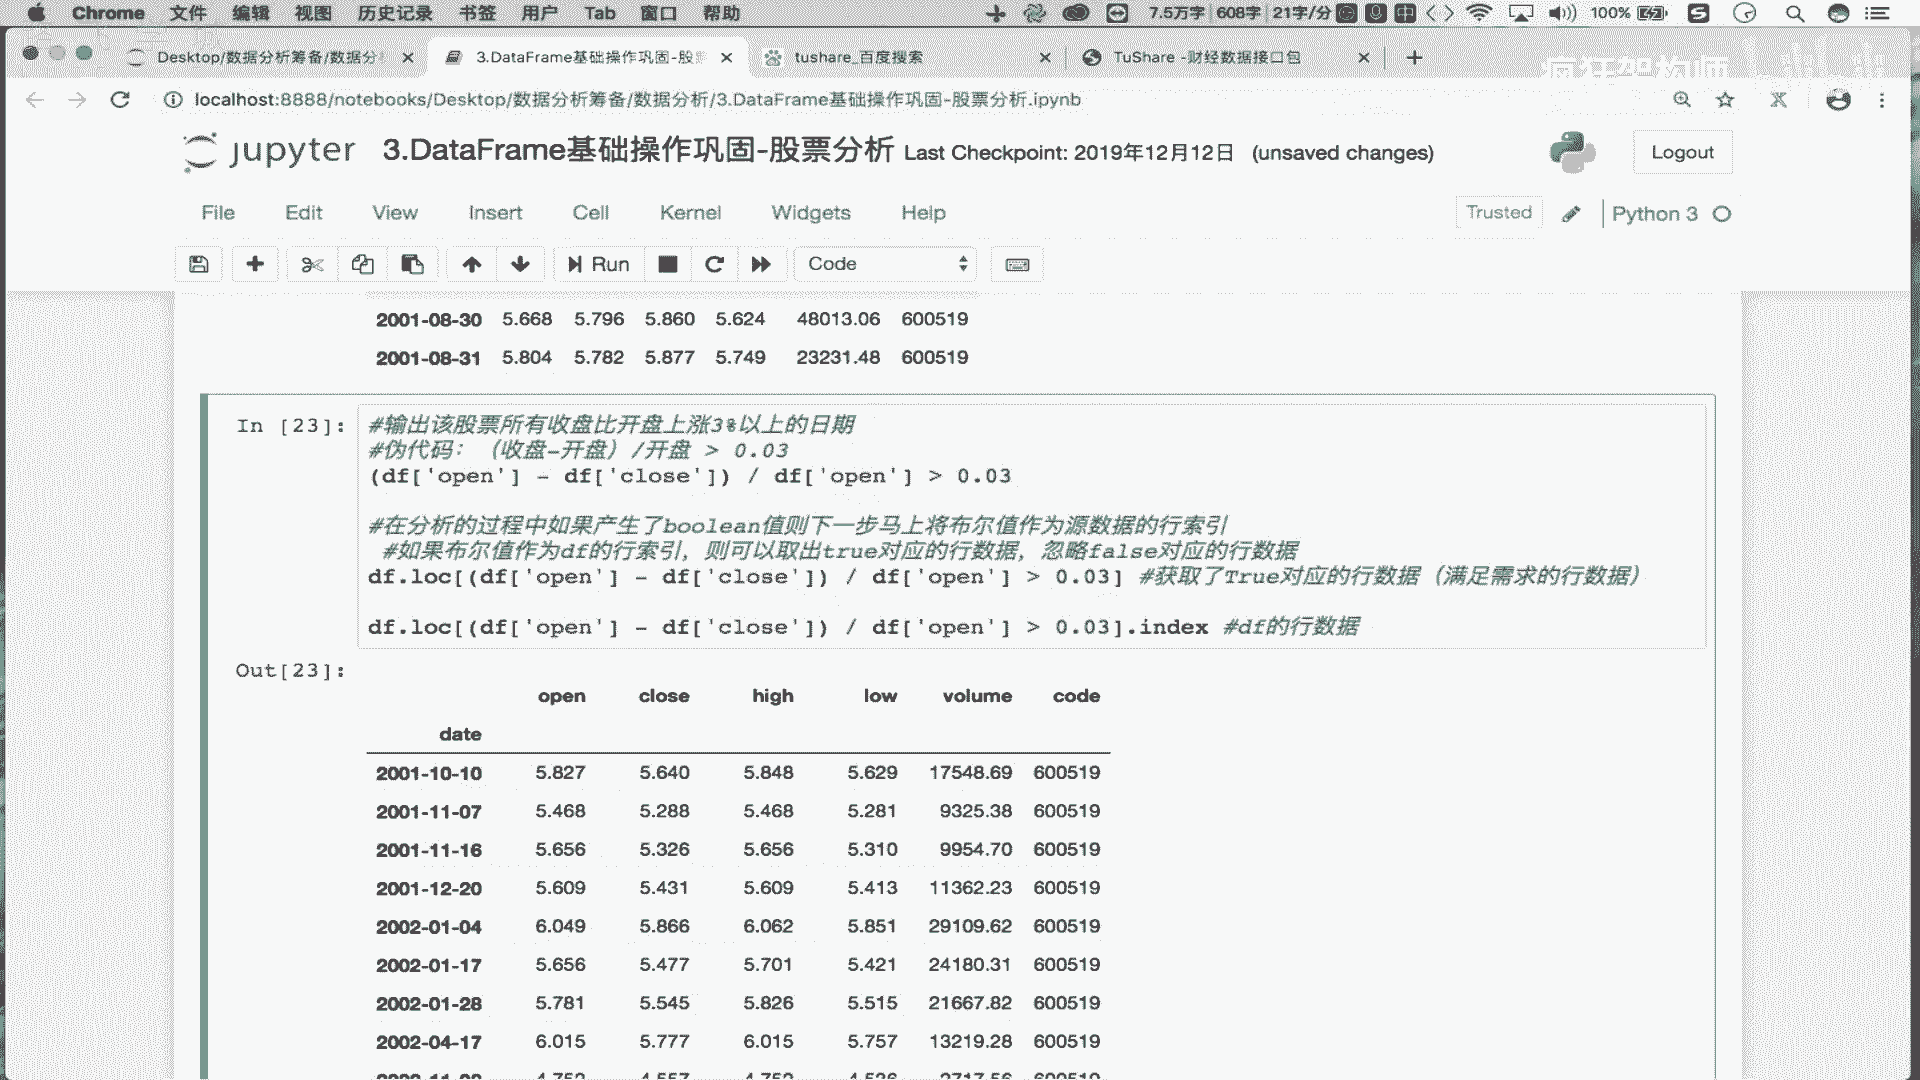 Chrome 文件 编辑 视图 历史记录 书签 用户 Tab 窗口 帮助 7.5万字 608字 21字/分 中 100%
Desktop/数据分析筹备/数据分 3.DataFrame基础操作巩固-股 tushare_百度搜索 TuShare -财经数据接口包
疯狂架构师
localhost:8888/notebooks/Desktop/数据分析筹备/数据分析/3.DataFrame基础操作巩固-股票分析.ipynb
jupyter 3.DataFrame基础操作巩固-股票分析 Last Checkpoint: 2019年12月12日 (unsaved changes) Logout
File Edit View Insert Cell Kernel Widgets Help Trusted Python 3
Run Code
2001-08-30 5.668 5.796 5.860 5.624 48013.06 600519
2001-08-31 5.804 5.782 5.877 5.749 23231.48 600519
In [23]:
#输出该股票所有收盘比开盘上涨3%以上的日期
#伪代码：（收盘-开盘）/开盘 > 0.03
(df['open'] - df['close']) / df['open'] > 0.03
#在分析的过程中如果产生了boolean值则下一步马上将布尔值作为源数据的行索引
#如果布尔值作为df的行索引，则可以取出true对应的行数据，忽略false对应的行数据
df.loc[(df['open'] - df['close']) / df['open'] > 0.03] #获取了True对应的行数据（满足需求的行数据）
df.loc[(df['open'] - df['close']) / df['open'] > 0.03].index #df的行数据
Out[23]:
open close high low volume code
date
2001-10-10 5.827 5.640 5.848 5.629 17548.69 600519
2001-11-07 5.468 5.288 5.468 5.281 9325.38 600519
2001-11-16 5.656 5.326 5.656 5.310 9954.70 600519
2001-12-20 5.609 5.431 5.609 5.413 11362.23 600519
2002-01-04 6.049 5.866 6.062 5.851 29109.62 600519
2002-01-17 5.656 5.477 5.701 5.421 24180.31 600519
2002-01-28 5.781 5.545 5.826 5.515 21667.82 600519
2002-04-17 6.015 5.777 6.015 5.757 13219.28 600519